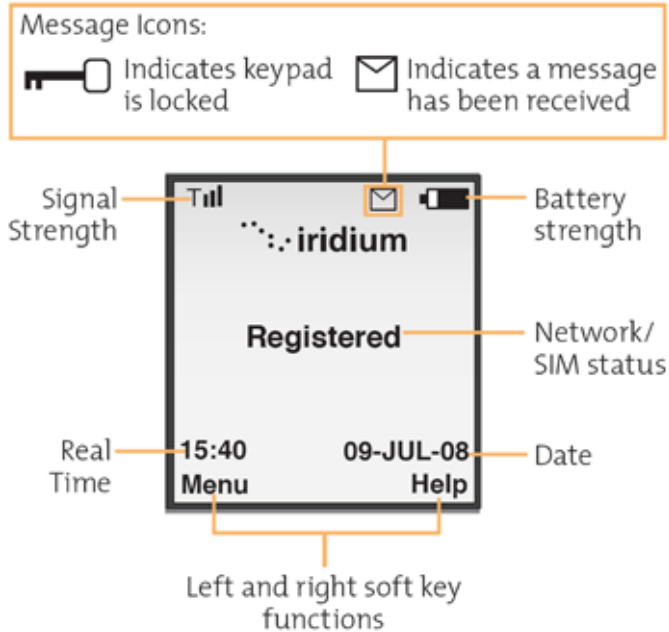 Message Icons:
Indicates keypad
is locked
Indicates a message
has been received
Signal
Strength
T
Battery
strength
iridium
Registered
Network/
SIM status
Real
Time
15:40
09-JUL-08
Date
Menu
Help
Left and right soft key
functions